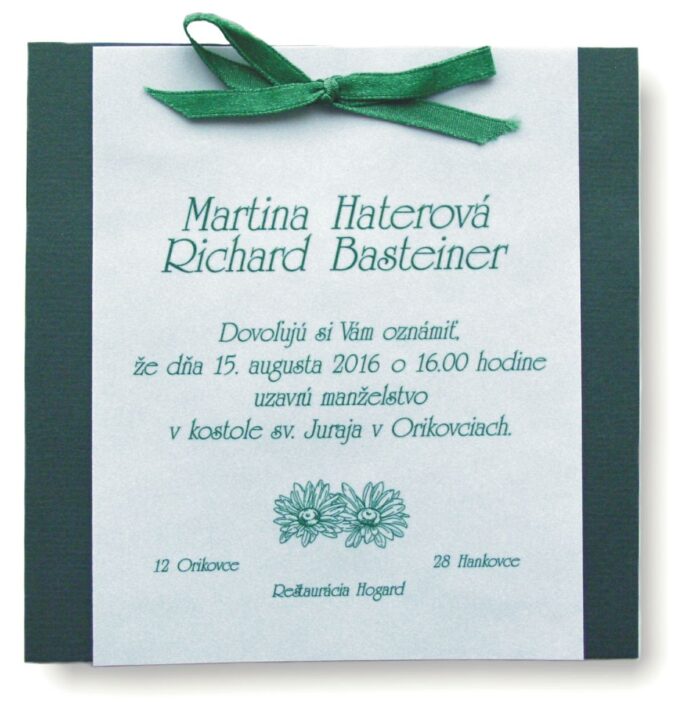 Martina Haterová
Richard Basteiner
Dovoľujú si Vám oznámiť,
že dňa 15. augusta 2016 o 16.00 hodine
uzavrú manželstvo
v kostole sv. Juraja v Orikovciach.
12 Orikovce
28 Hankovce
Reštaurácia Hogard